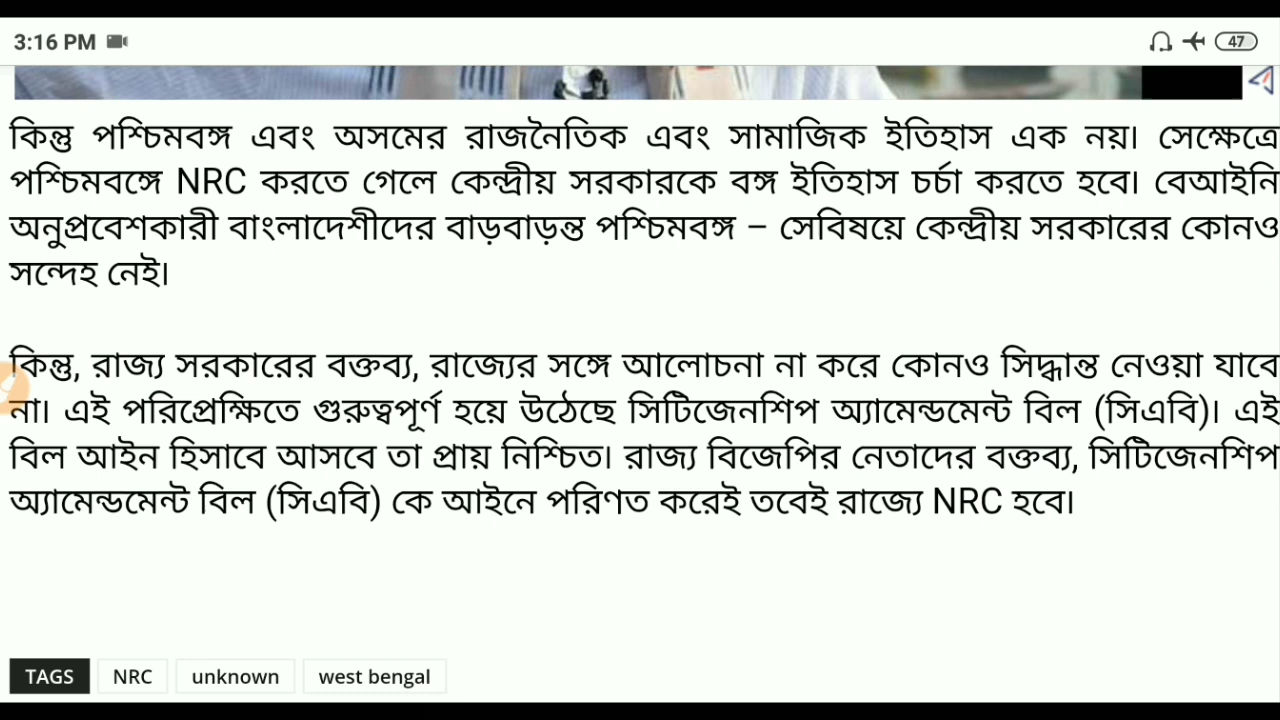 3:16 PM
47
কিন্তু পশ্চিমবঙ্গ এবং অসমের রাজনৈতিক এবং সামাজিক ইতিহাস এক নয়। সেক্ষেত্রে
পশ্চিমবঙ্গে NRC করতে গেলে কেন্দ্রীয় সরকারকে বঙ্গ ইতিহাস চর্চা করতে হবে। বেআইনি
অনুপ্রবেশকারী বাংলাদেশীদের বাড়বাড়ন্ত পশ্চিমবঙ্গ – সেবিষয়ে কেন্দ্রীয় সরকারের কোনও
সন্দেহ নেই।
কিন্তু, রাজ্য সরকারের বক্তব্য, রাজ্যের সঙ্গে আলোচনা না করে কোনও সিদ্ধান্ত নেওয়া যাবে
না। এই পরিপ্রেক্ষিতে গুরুত্বপূর্ণ হয়ে উঠেছে সিটিজেনশিপ অ্যামেন্ডমেন্ট বিল (সিএবি)। এই
বিল আইন হিসাবে আসবে তা প্রায় নিশ্চিত। রাজ্য বিজেপির নেতাদের বক্তব্য, সিটিজেনশিপ
অ্যামেন্ডমেন্ট বিল (সিএবি) কে আইনে পরিণত করেই তবেই রাজ্যে NRC হবে।
TAGS NRC unknown west bengal